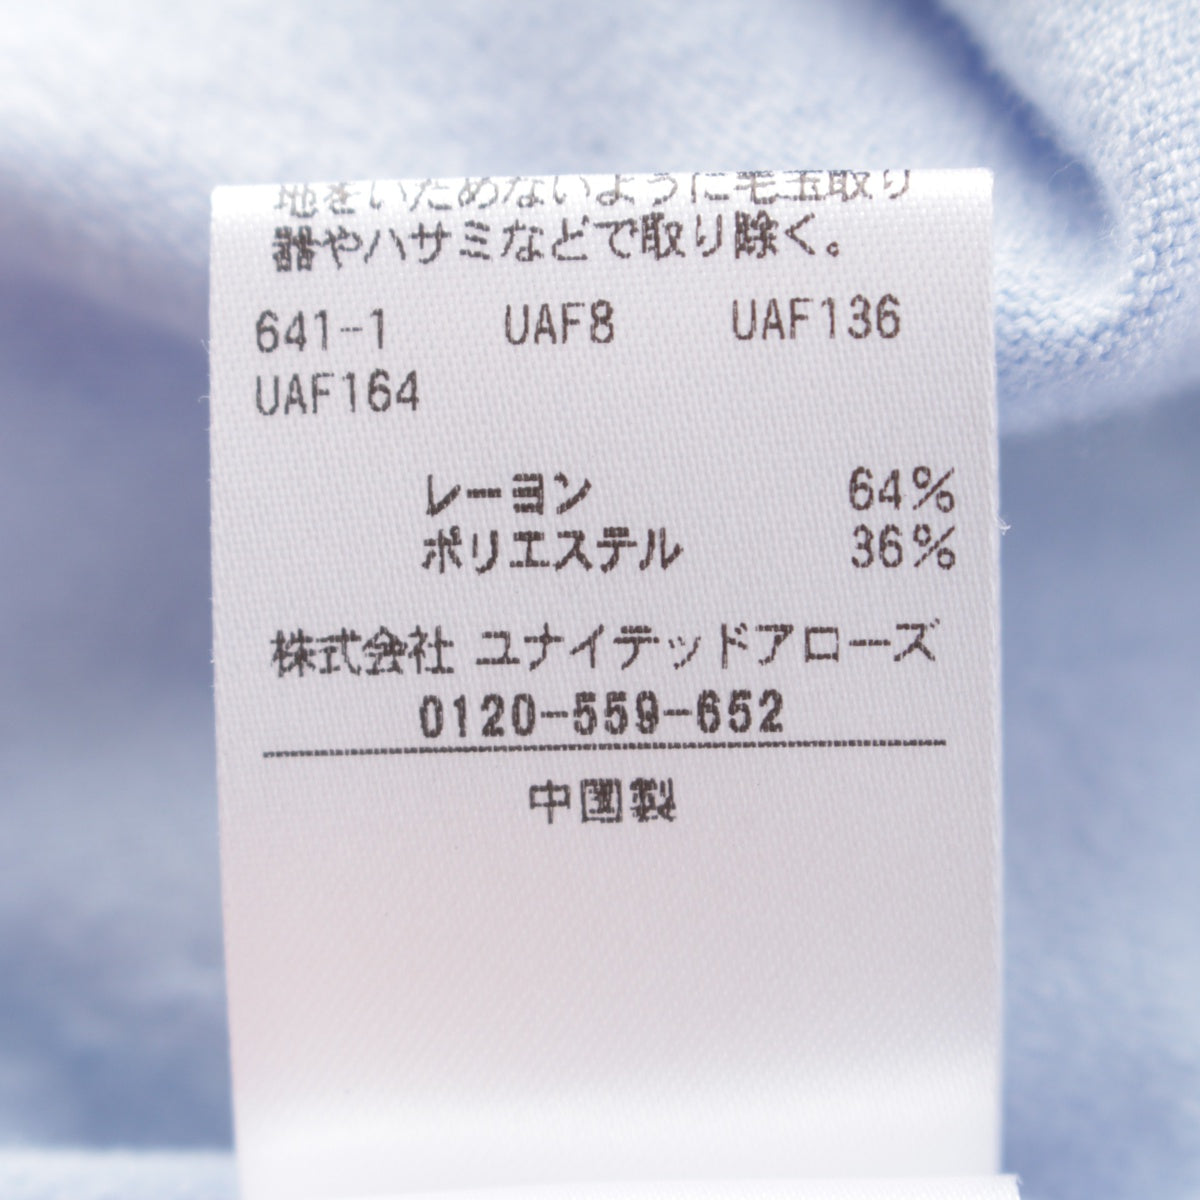 地をいためないように毛玉取り
器やハサミなどで取り除く。
641-1 UAF8 UAF136
UAF164
レーヨン 64%
ポリエステル 36%
株式会社 ユナイテッドアローズ
0120-559-652
中国製